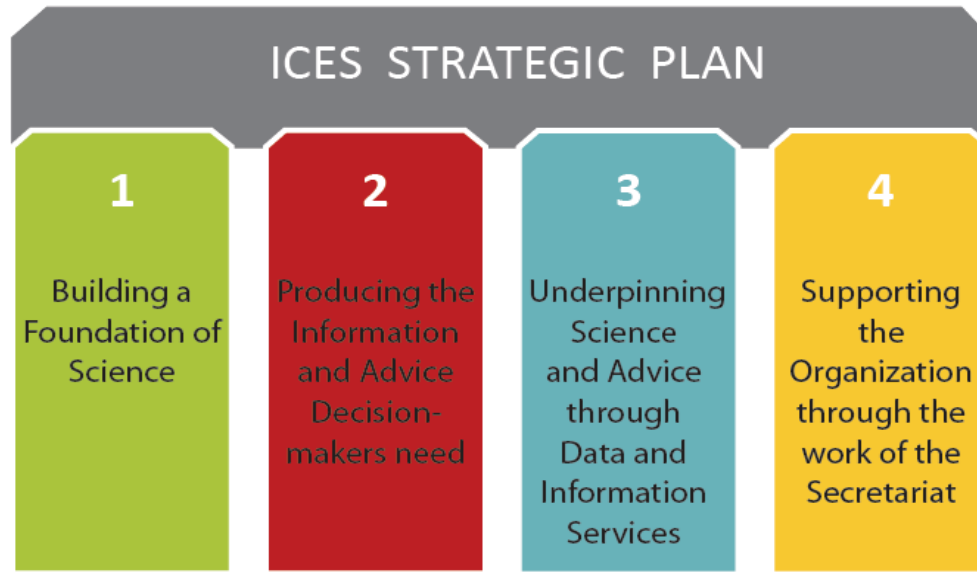 ICES STRATEGIC PLAN
1
Building a
Foundation of
Science
2
Producing the
Information
and Advice
Decision-
makers need
3
Underpinning
Science
and Advice
through
Data and
Information
Services
4
Supporting
the
Organization
through the
work of the
Secretariat